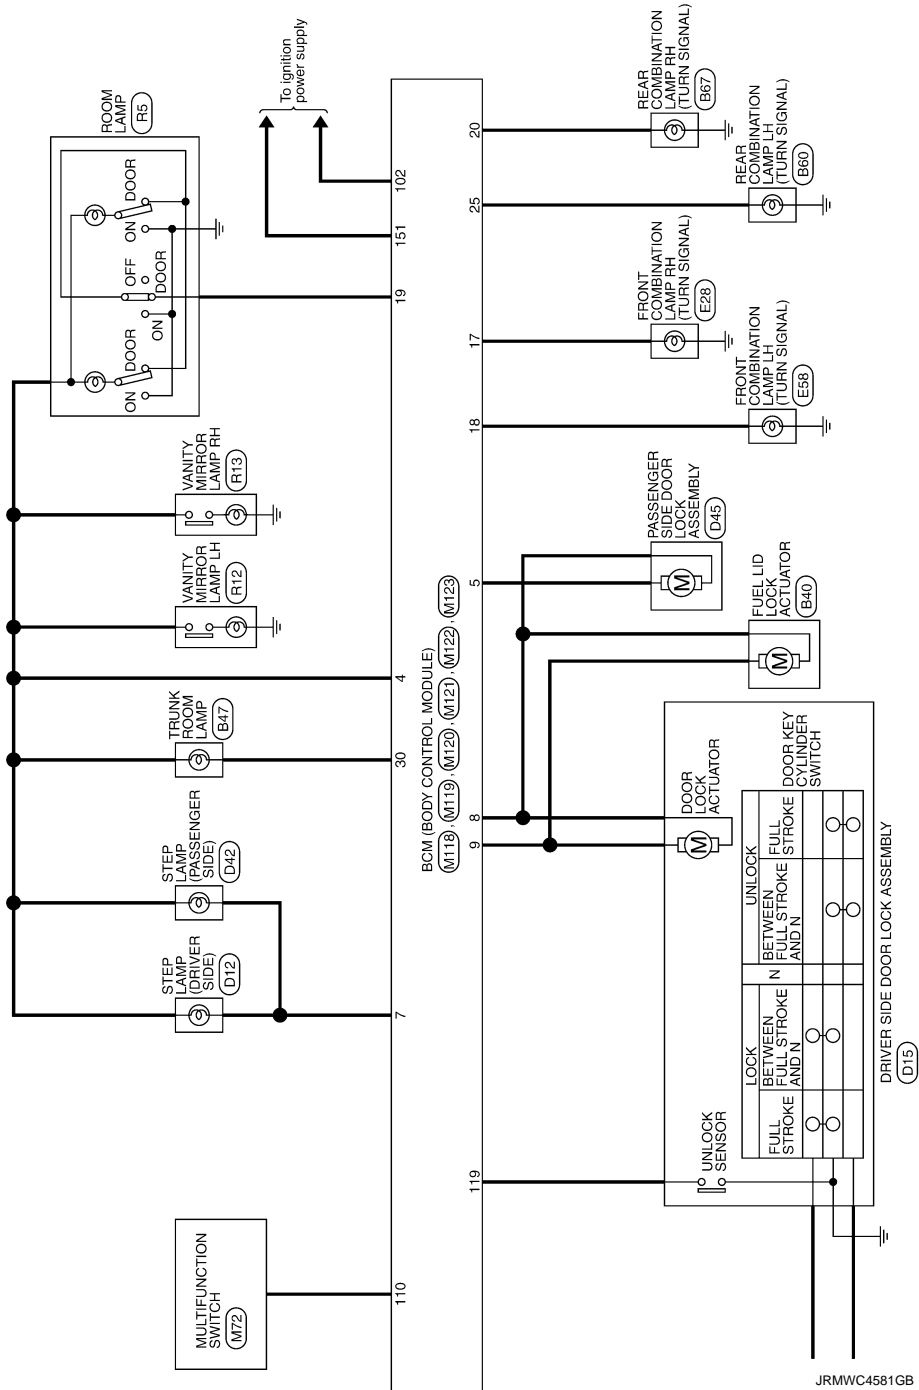 ROOM
LAMP
R5
To ignition
power supply
DOOR
ON
OFF
DOOR
ON
DOOR
ON
VANITY
MIRROR
LAMP RH
R13
VANITY
MIRROR
LAMP LH
R12
TRUNK
ROOM
LAMP
B47
STEP
LAMP
(PASSENGER
SIDE)
D42
STEP
LAMP
(DRIVER
SIDE)
D12
MULTIFUNCTION
SWITCH
M72
102
151
19
4
30
7
110
BCM (BODY CONTROL MODULE)
M118 , M119 , M120 , M121 , M122 , M123
20
25
17
18
5
8
9
119
REAR
COMBINATION
LAMP RH
(TURN SIGNAL)
B67
REAR
COMBINATION
LAMP LH
(TURN SIGNAL)
B60
FRONT
COMBINATION
LAMP RH
(TURN SIGNAL)
E28
FRONT
COMBINATION
LAMP LH
(TURN SIGNAL)
E58
PASSENGER
SIDE DOOR
LOCK
ASSEMBLY
D45
M
FUEL LID
LOCK
ACTUATOR
B40
M
DOOR
LOCK
ACTUATOR
M
DOOR KEY
CYLINDER
SWITCH
UNLOCK
FULL
STROKE
BETWEEN
FULL STROKE
AND N
N
LOCK
BETWEEN
FULL STROKE
AND N
FULL
STROKE
UNLOCK
SENSOR
DRIVER SIDE DOOR LOCK ASSEMBLY
D15
JRMWC4581GB